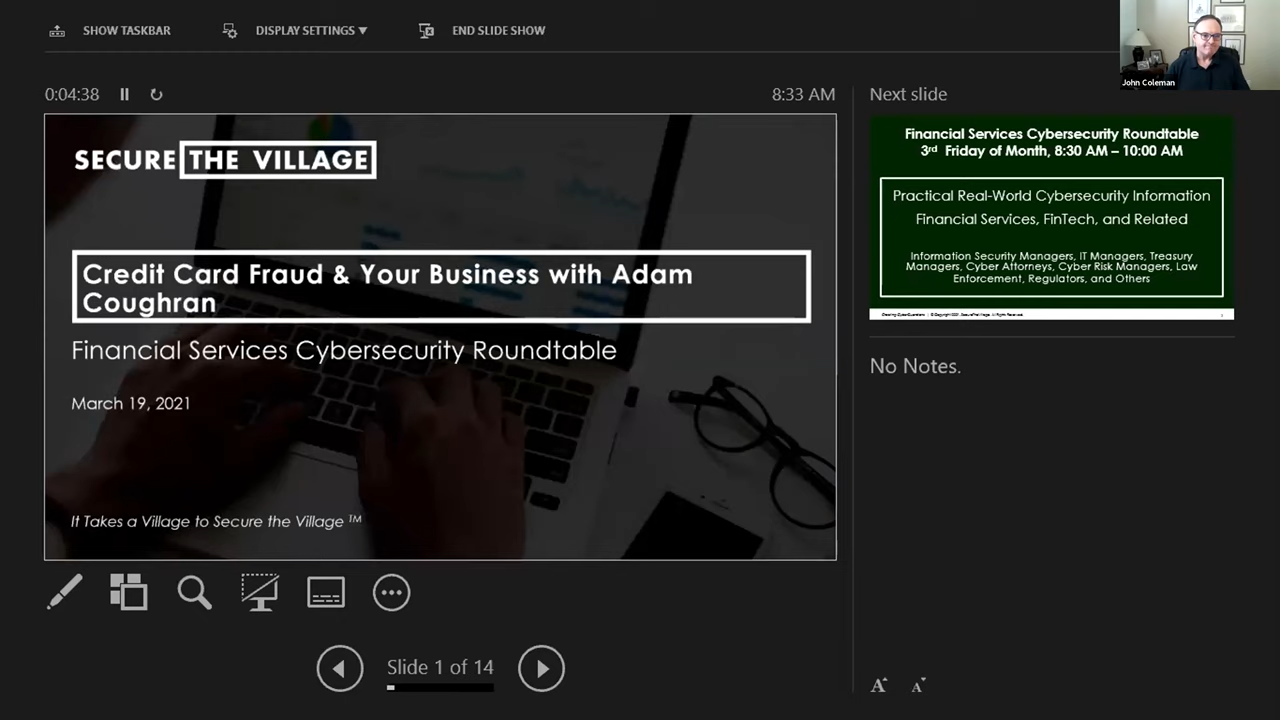 SHOW TASKBAR
DISPLAY SETTINGS
END SLIDE SHOW
John Coleman
0:04:38
8:33 AM
SECURE THE VILLAGE
Credit Card Fraud & Your Business with Adam
Coughran
Financial Services Cybersecurity Roundtable
March 19, 2021
It Takes a Village to Secure the Village ™
Slide 1 of 14
Next slide
Financial Services Cybersecurity Roundtable
3rd Friday of Month, 8:30 AM – 10:00 AM
Practical Real-World Cybersecurity Information
Financial Services, FinTech, and Related
Information Security Managers, IT Managers, Treasury
Managers, Cyber Attorneys, Cyber Risk Managers, Law
Enforcement, Regulators, and Others
No Notes.
A A